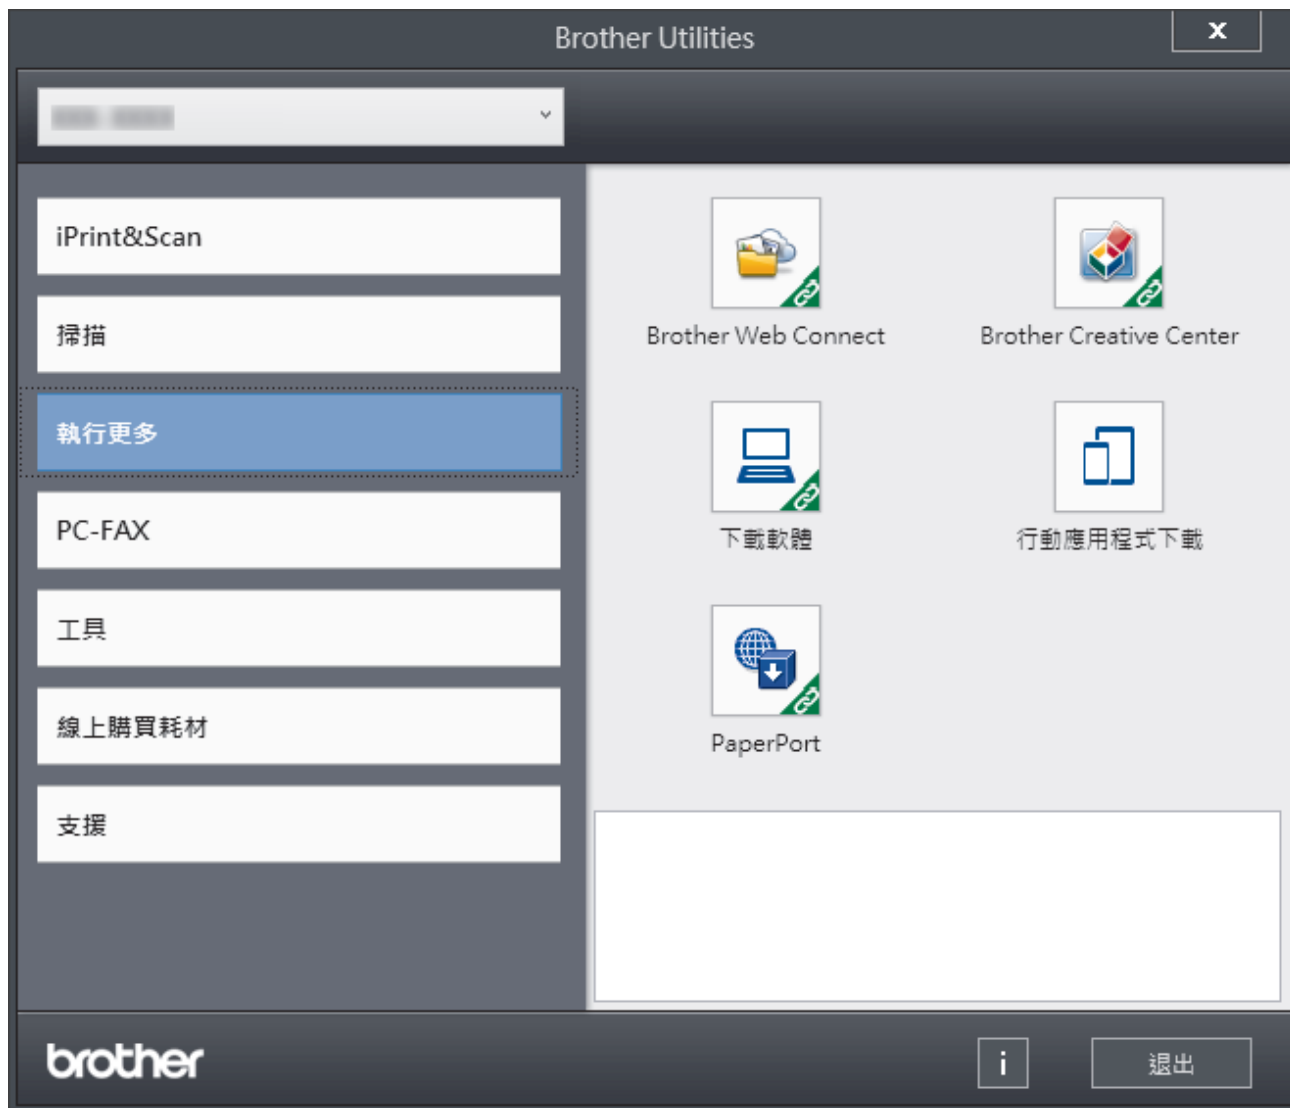 Brother Utilities
X
iPrint&Scan
掃描
執行更多
PC-FAX
工具
線上購買耗材
支援
Brother Web Connect
Brother Creative Center
下載軟體
行動應用程式下載
PaperPort
brother
i
退出